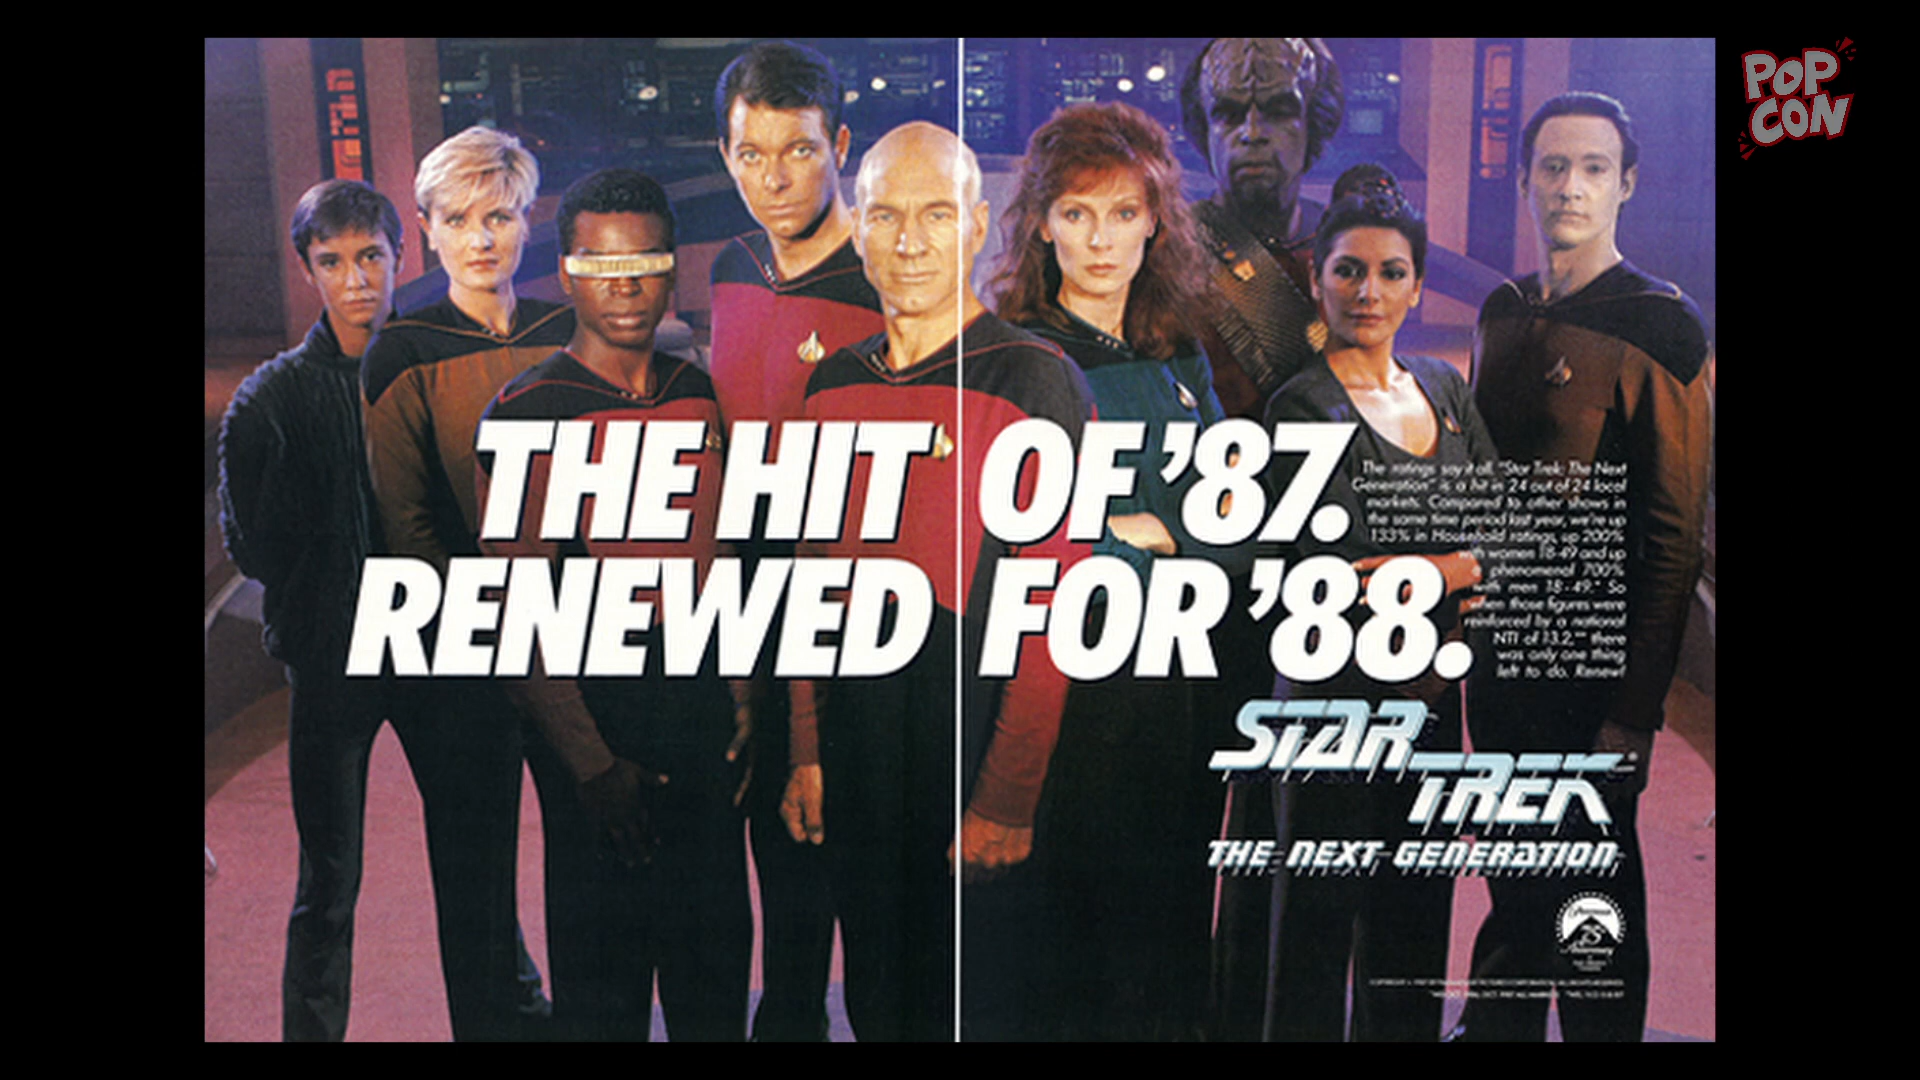 POP
CON
THE HIT OF '87.
RENEWED FOR '88.
The ratings say it all. "Star Trek: The Next
Generation" is a hit in 24 out of 24 local
markets. Compared to other shows in
the same time period last year, we're up
133% in Household ratings, up 200%
with women 18-49 and up
a phenomenal 700%
with men 18-49.* So
when those figures were
reinforced by a national
NTI of 13.2,** there
was only one thing
left to do. Renew!
STAR
TREK
THE NEXT GENERATION
Paramount
75th
Anniversary